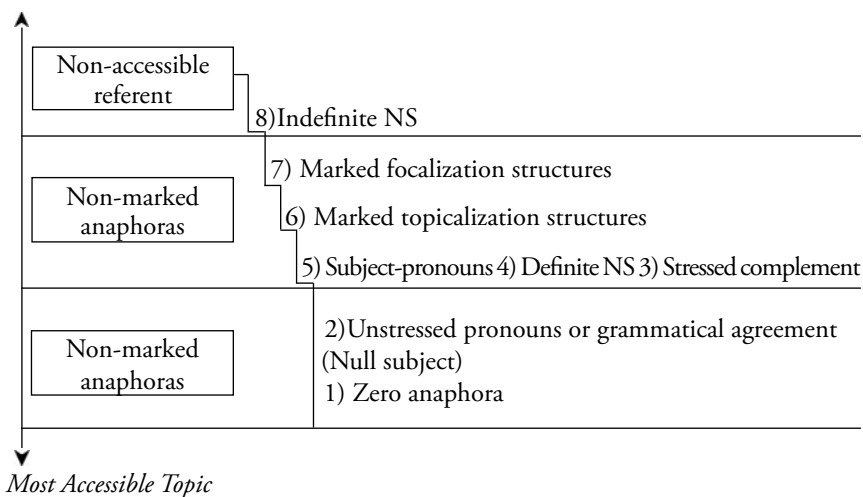 Non-accessible
referent
8)Indefinite NS
7) Marked focalization structures
Non-marked
anaphoras
6) Marked topicalization structures
5) Subject-pronouns 4) Definite NS 3) Stressed complement
2)Unstressed pronouns or grammatical agreement
(Null subject)
Non-marked
anaphoras
1) Zero anaphora
Most Accessible Topic